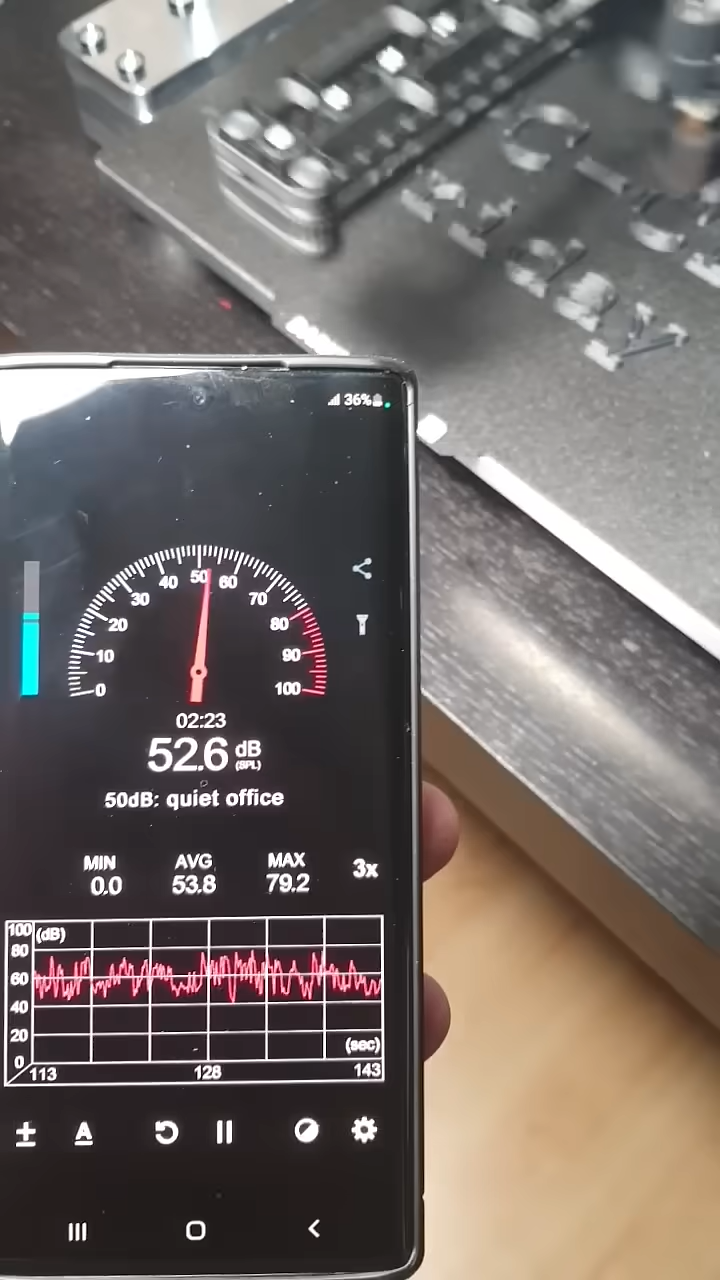 36%
40 50 60
30 70
20 80
10 90
0 100
02:23
52.6 dB
(SPL)
50dB: quiet office
MIN AVG MAX 3x
0.0 53.8 79.2
100 (dB)
80
60
40
20
0 (sec)
113 128 143
A